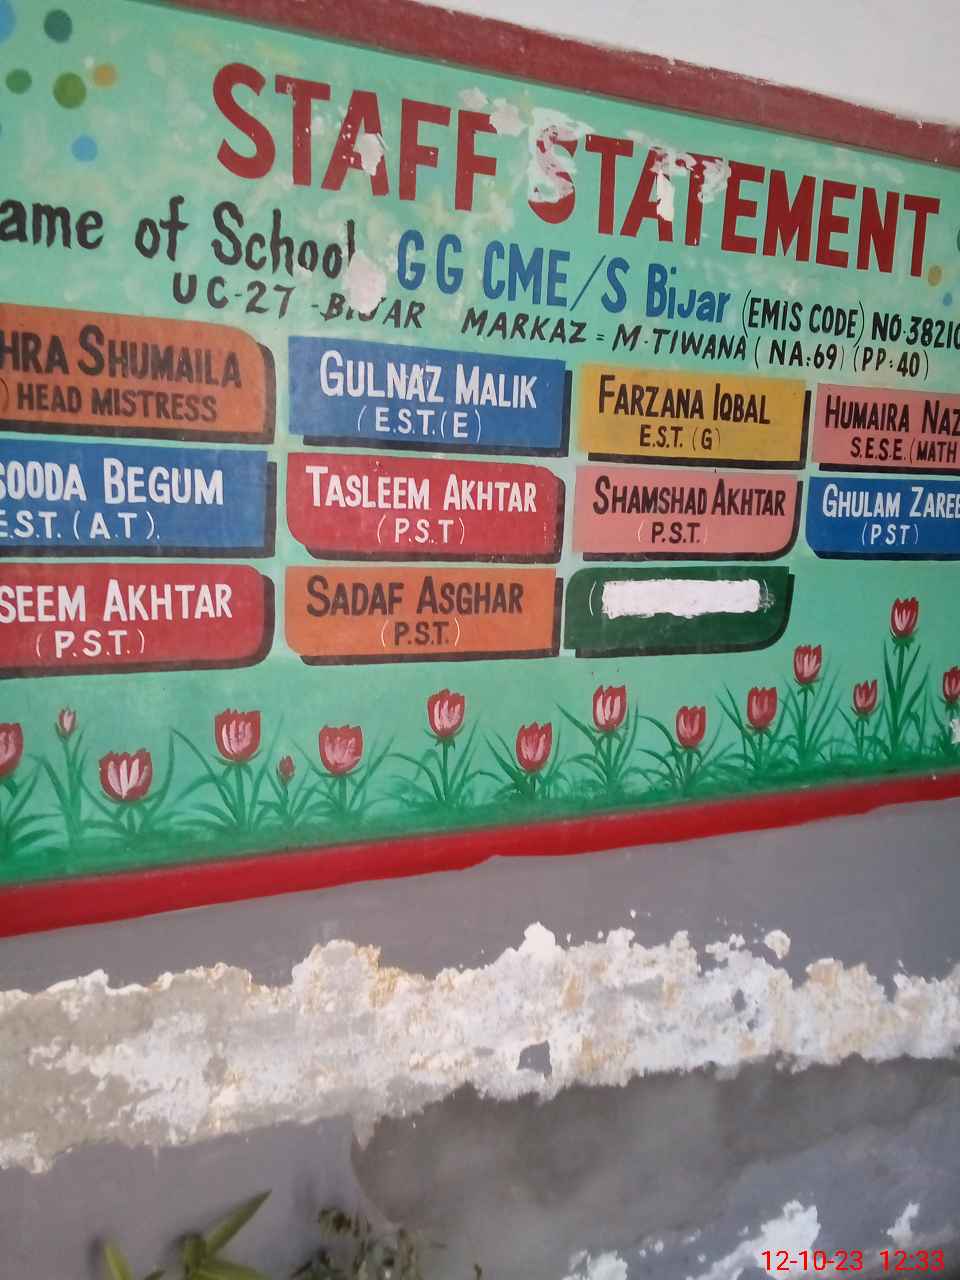 STAFF STATEMENT
ame of School GG CME/S Bijar (EMIS CODE) NO.38210
UC-27 - BIJAR MARKAZ = M.TIWANA (NA:69) (PP:40)
HRA SHUMAILA
) HEAD MISTRESS
GULNAZ MALIK
(E.S.T.(E)
FARZANA IQBAL
E.S.T. (G)
HUMAIRA NAZ
S.E.S.E.(MATH
SOODA BEGUM
E.S.T. (A.T).
TASLEEM AKHTAR
(P.S.T)
SHAMSHAD AKHTAR
(P.S.T.)
GHULAM ZAREE
(PST)
SEEM AKHTAR
(P.S.T.)
SADAF ASGHAR
(P.S.T.)
12-10-23 12:33